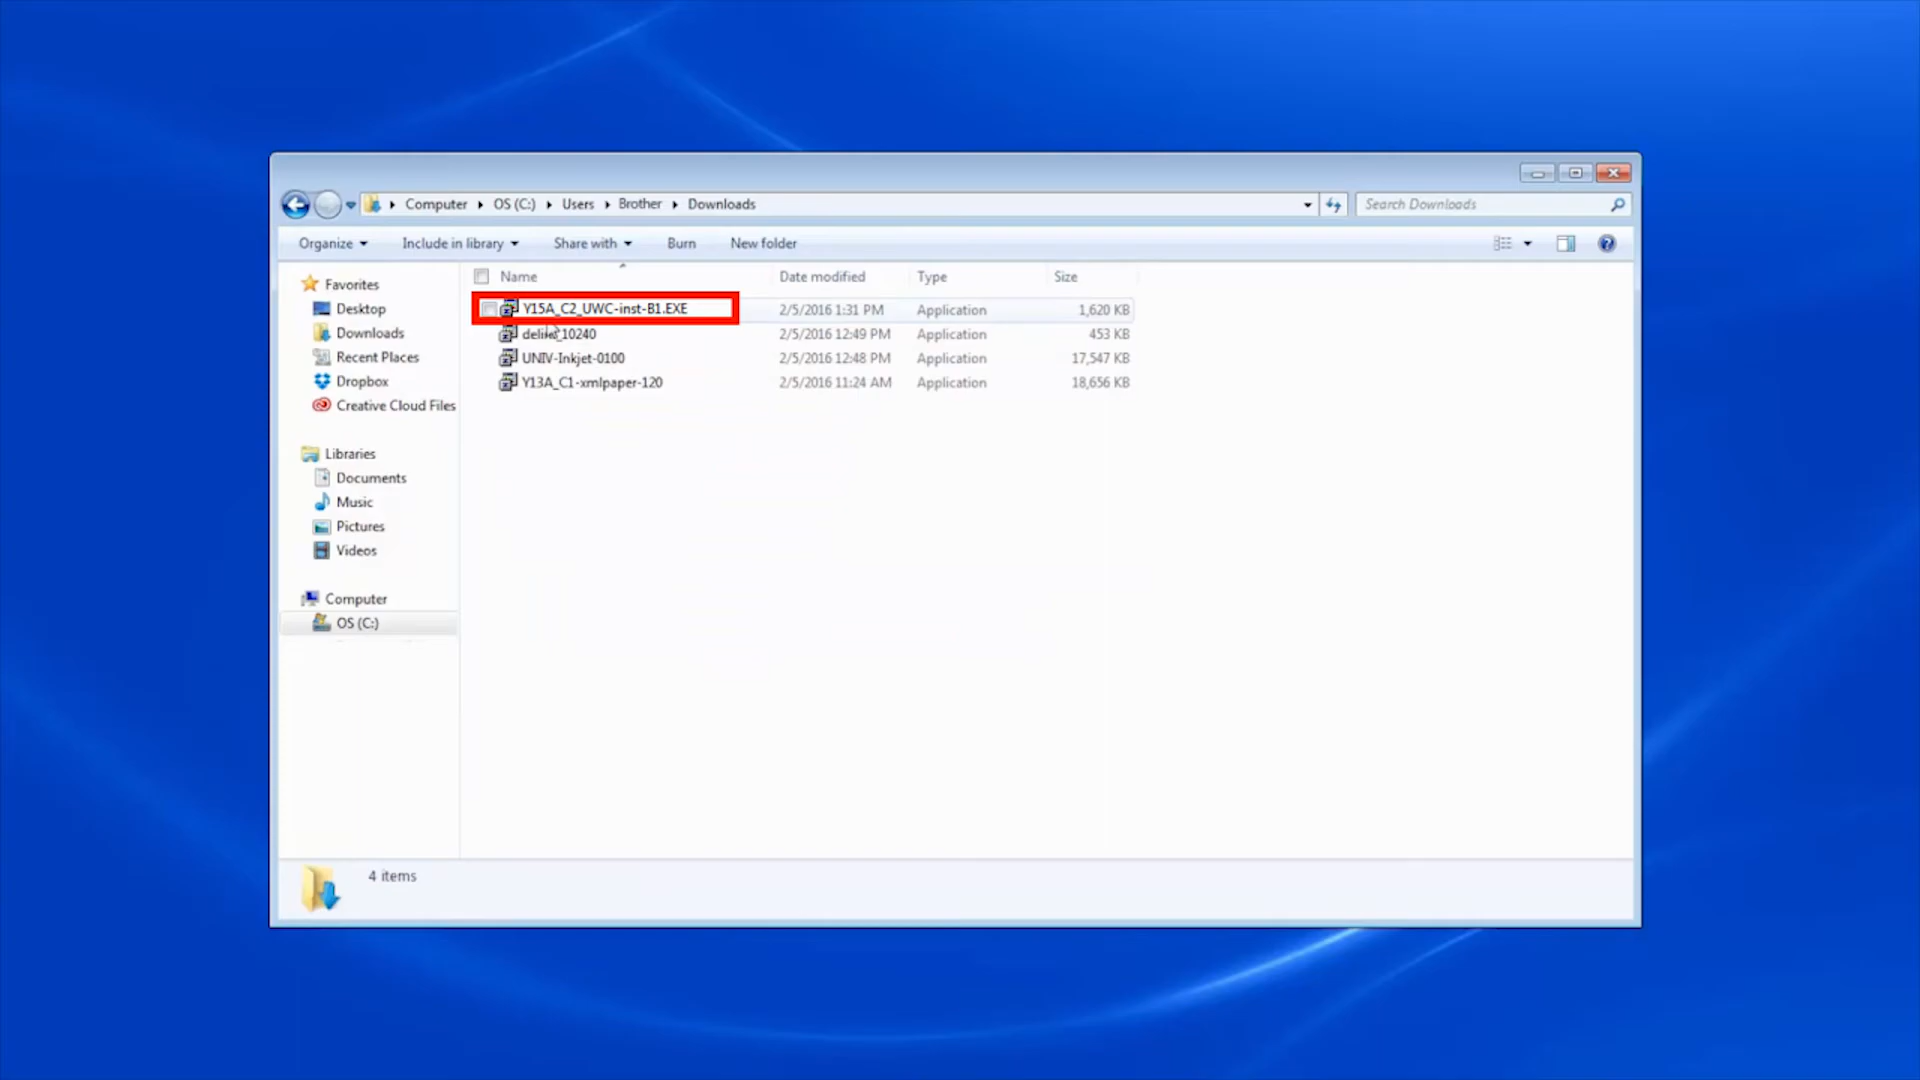 Computer OS (C:) Users Brother Downloads
Search Downloads
Organize Include in library Share with Burn New folder
Favorites
Desktop
Downloads
Recent Places
Dropbox
Creative Cloud Files
Libraries
Documents
Music
Pictures
Videos
Computer
OS (C:)
Name Date modified Type Size
Y15A_C2_UWC-inst-B1.EXE 2/5/2016 1:31 PM Application 1,620 KB
2/5/2016 12:49 PM Application 453 KB
UNIV-Inkjet-0100 2/5/2016 12:48 PM Application 17,547 KB
Y13A_C1-xmlpaper-120 2/5/2016 11:24 AM Application 18,656 KB
4 items